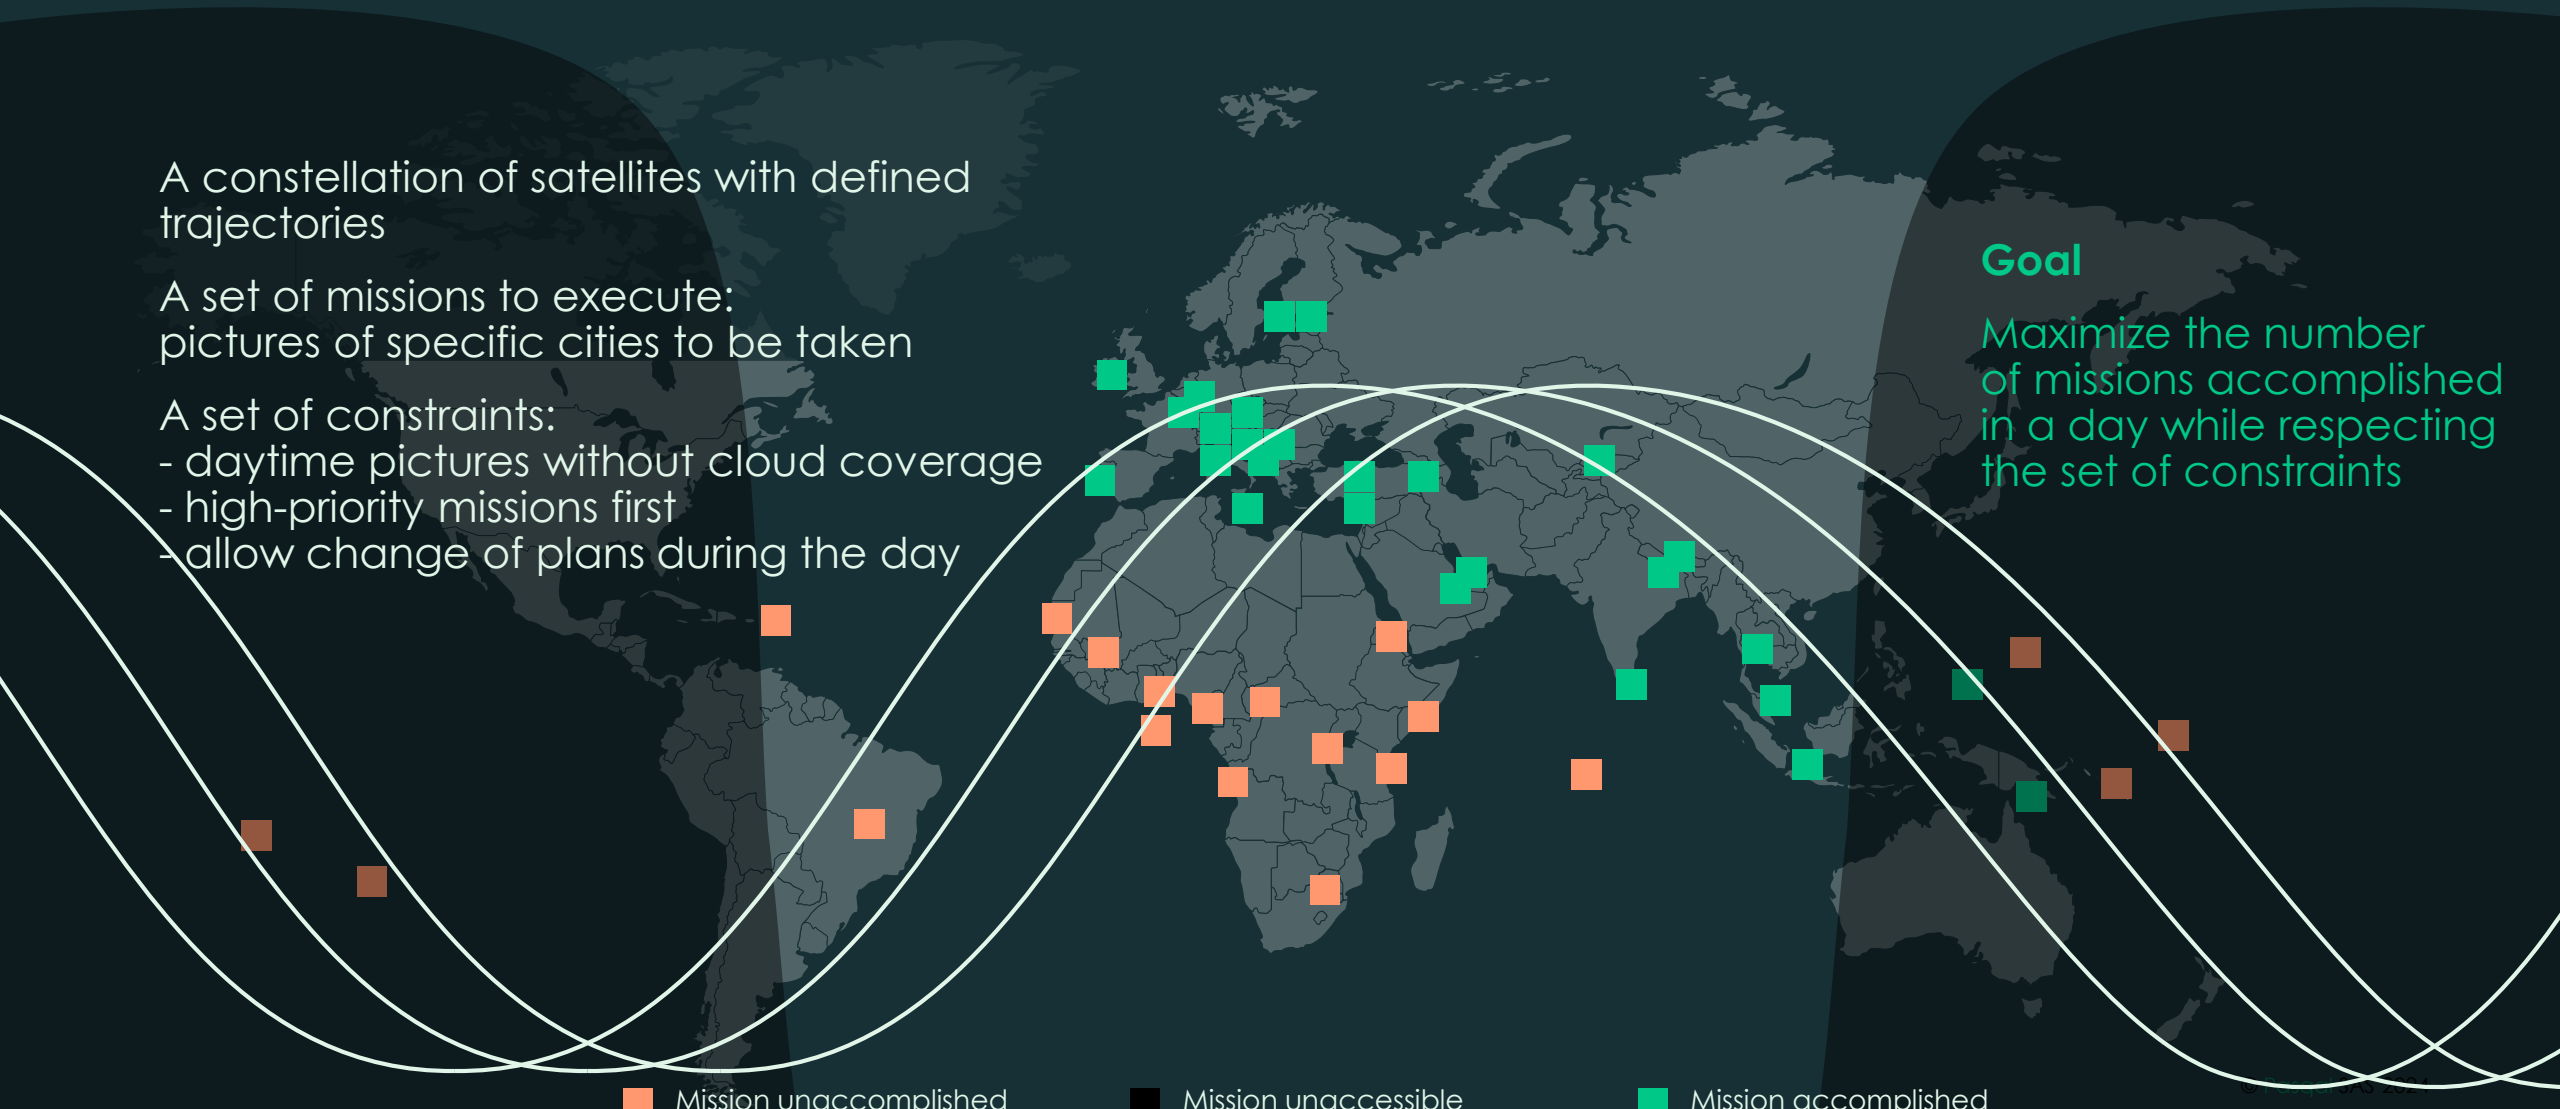 A constellation of satellites with defined
trajectories
A set of missions to execute:
pictures of specific cities to be taken
A set of constraints:
- daytime pictures without cloud coverage
- high-priority missions first
- allow change of plans during the day
Goal
Maximize the number
of missions accomplished
in a day while respecting
the set of constraints
Mission unaccomplished
Mission unaccessible
Mission accomplished
© Pasqal SAS 2024